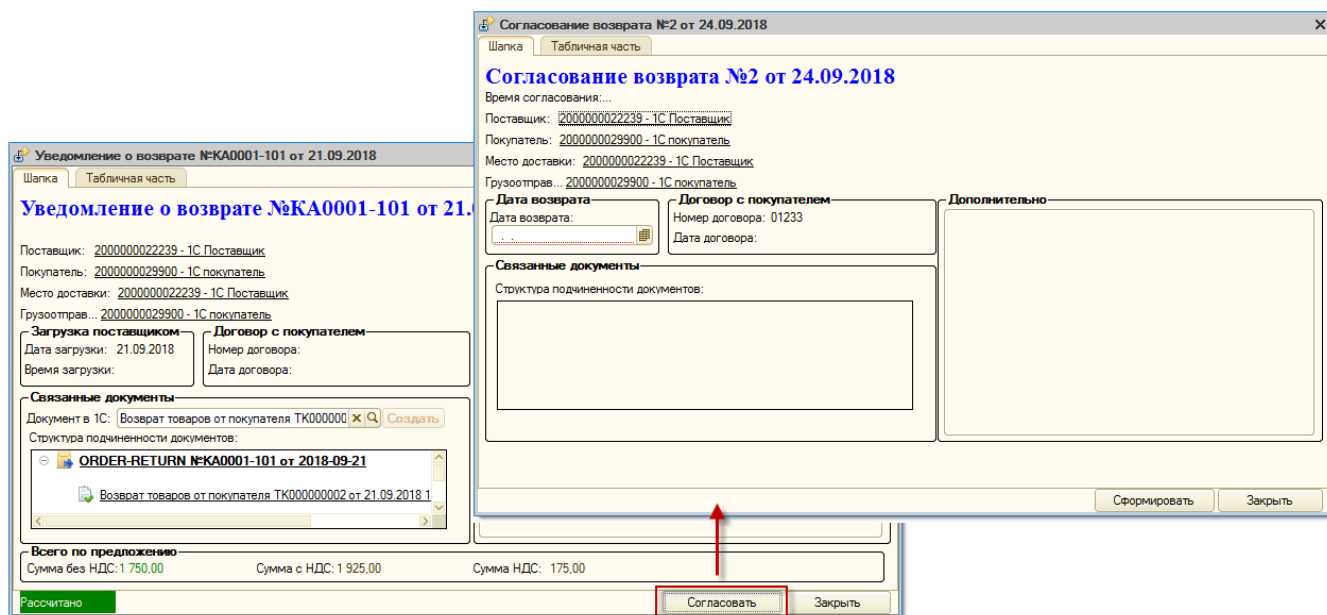 Согласование возврата №2 от 24.09.2018
Шапка Табличная часть
Согласование возврата №2 от 24.09.2018
Время согласования:...
Поставщик: 2000000022239 - 1С Поставщик
Покупатель: 2000000029900 - 1С покупатель
Место доставки: 2000000022239 - 1С Поставщик
Грузоотправ... 2000000029900 - 1С покупатель
Дата возврата Договор с покупателем Дополнительно
Дата возврата: Номер договора: 01233
. .
Дата договора:
Связанные документы
Структура подчиненности документов:
Сформировать Закрыть
Уведомление о возврате №КА0001-101 от 21.09.2018
Шапка Табличная часть
Уведомление о возврате №КА0001-101 от 21.
Поставщик: 2000000022239 - 1С Поставщик
Покупатель: 2000000029900 - 1С покупатель
Место доставки: 2000000022239 - 1С Поставщик
Грузоотправ... 2000000029900 - 1С покупатель
Загрузка поставщиком Договор с покупателем
Дата загрузки: 21.09.2018 Номер договора:
Время загрузки: Дата договора:
Связанные документы
Документ в 1С: Возврат товаров от покупателя ТК000000 Создать
Структура подчиненности документов:
ORDER-RETURN №КА0001-101 от 2018-09-21
Возврат товаров от покупателя ТК000000002 от 21.09.2018 1
Всего по предложению
Сумма без НДС: 1 750,00 Сумма с НДС: 1 925,00 Сумма НДС: 175,00
Рассчитано Согласовать Закрыть